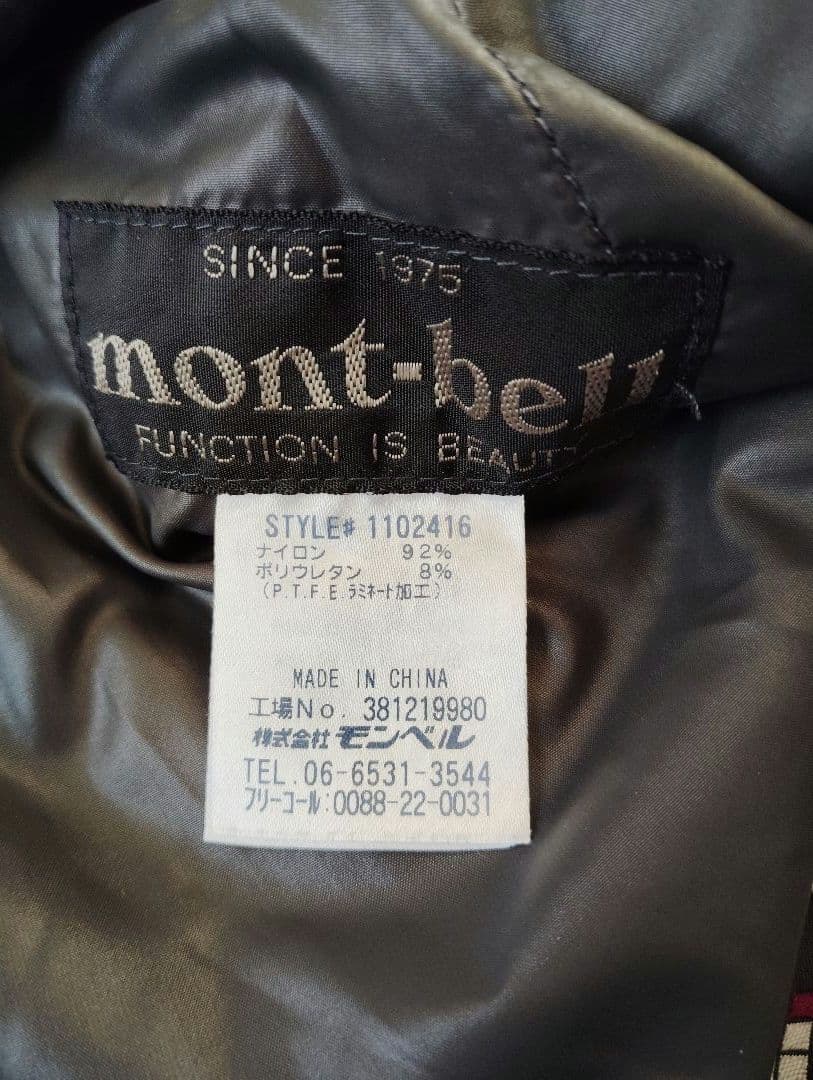 SINCE 1975
mont-bell
FUNCTION IS BEAUTY
STYLE# 1102416
ナイロン 92%
ポリウレタン 8%
(P.T.F.E.ラミネート加工)
MADE IN CHINA
工場No. 381219980
株式会社 モンベル
TEL.06-6531-3544
フリーコール:0088-22-0031